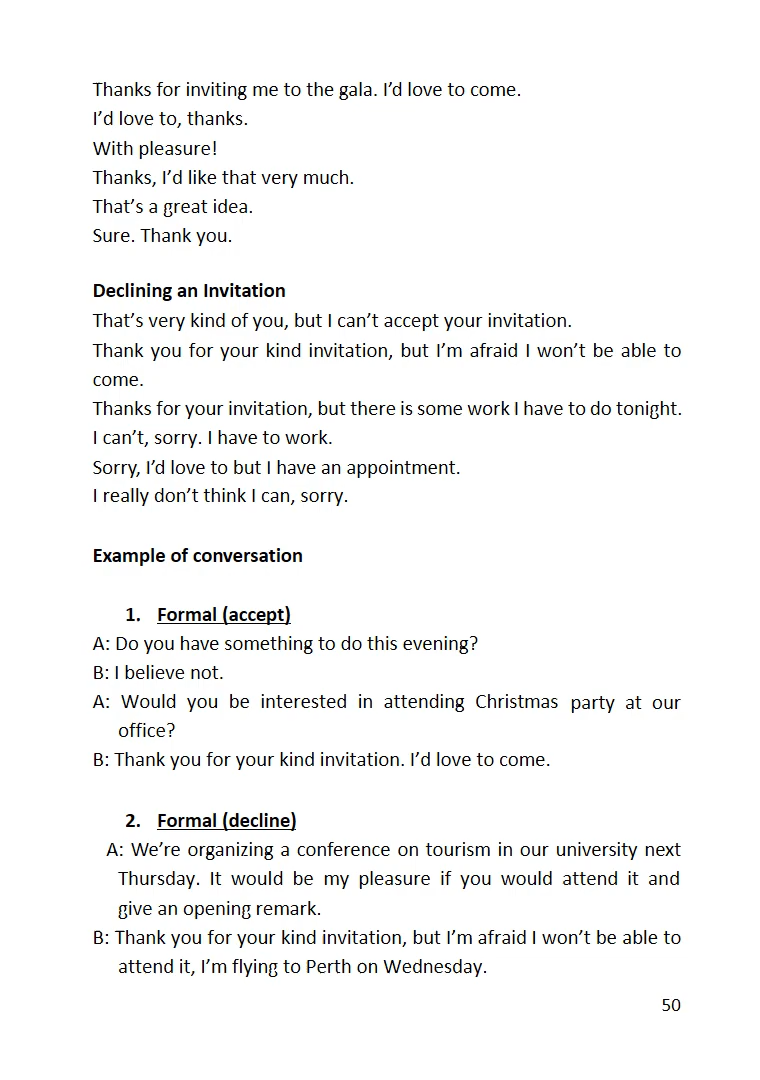 Thanks for inviting me to the gala. I’d love to come.
I’d love to, thanks.
With pleasure!
Thanks, I’d like that very much.
That’s a great idea.
Sure. Thank you.
Declining an Invitation
That’s very kind of you, but I can’t accept your invitation.
Thank you for your kind invitation, but I’m afraid I won’t be able to
come.
Thanks for your invitation, but there is some work I have to do tonight.
I can’t, sorry. I have to work.
Sorry, I’d love to but I have an appointment.
I really don’t think I can, sorry.
Example of conversation
1. Formal (accept)
A: Do you have something to do this evening?
B: I believe not.
A: Would you be interested in attending Christmas party at our
office?
B: Thank you for your kind invitation. I’d love to come.
2. Formal (decline)
A: We’re organizing a conference on tourism in our university next
Thursday. It would be my pleasure if you would attend it and
give an opening remark.
B: Thank you for your kind invitation, but I’m afraid I won’t be able to
attend it, I’m flying to Perth on Wednesday.
50